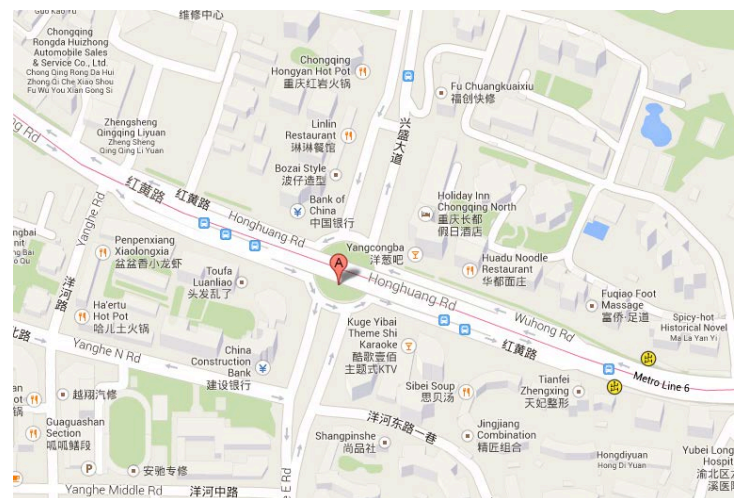 Guo Kao Yu
维修中心
Chongqing
Rongda Huizhong
Automobile Sales
& Service Co., Ltd.
Chong Qing Rong Da Hui
Zhong Qi Che Xiao Shou
Fu Wu You Xian Gong Si
Chongqing
Hongyan Hot Pot
重庆红岩火锅
Fu Chuangkuaixiu
福创快修
兴盛大道
Zhengsheng
Qingqing Liyuan
Zheng Sheng
Qing Qing Li Yuan
Linlin
Restaurant
琳琳餐馆
Bozai Style
波仔造型
ng Rd
红黄路
红黄路
Honghuang Rd
Bank of
China
中国银行
Holiday Inn
Chongqing North
重庆长都
假日酒店
Yanghe Rd
洋河路
Penpenxiang
Xiaolongxia
盆盆香小龙虾
Toufa
Luanliao
头发乱了
Yangcongba
洋葱吧
Huadu Noodle
Restaurant
华都面庄
A
Honghuang Rd
Wuhong Rd
红黄路
Fuqiao Foot
Massage
富侨·足道
Spicy-hot
Historical Novel
Ma La Yan Yi
Ha'ertu
Hot Pot
哈儿土火锅
北路
Yanghe N Rd
China
Construction
Bank
建设银行
Kuge Yibai
Theme Shi
Karaoke
酷歌壹佰
主题式KTV
Metro Line 6
Sibei Soup
思贝汤
Tianfei
Zhengxing
天妃整形
越翔汽修
Guaguashan
Section
呱呱鳝段
洋河东路一巷
Shangpinshe
尚品社
Jingjiang
Combination
精匠组合
Hongdiyuan
Hong Di Yuan
Yubei Long
Hospit
渝北区
溪医
P
安驰专修
Yanghe Middle Rd
洋河中路
e E Rd